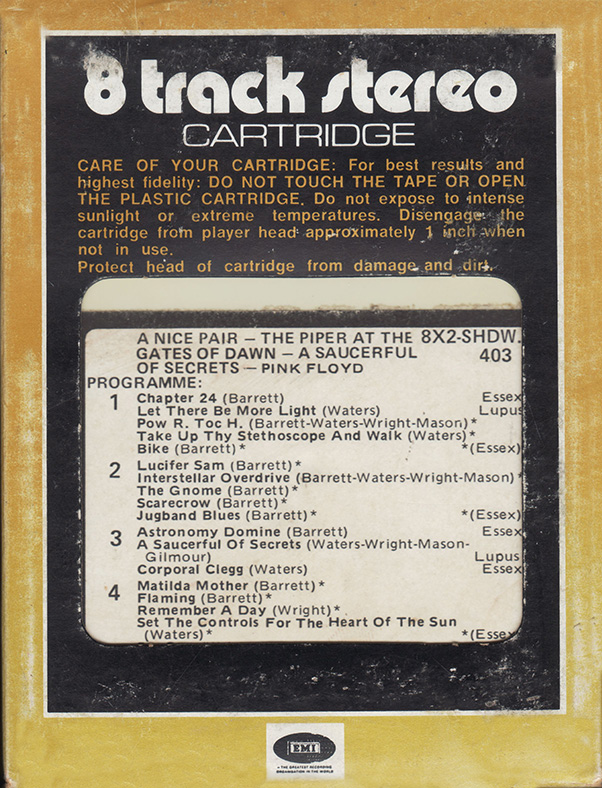 8 track stereo
CARTRIDGE
CARE OF YOUR CARTRIDGE: For best results and
highest fidelity: DO NOT TOUCH THE TAPE OR OPEN
THE PLASTIC CARTRIDGE. Do not expose to intense
sunlight or extreme temperatures. Disengage the
cartridge from player head approximately 1 inch when
not in use.
Protect head of cartridge from damage and dirt.
A NICE PAIR — THE PIPER AT THE 8X2-SHDW.
GATES OF DAWN — A SAUCERFUL 403
OF SECRETS — PINK FLOYD
PROGRAMME:
1 Chapter 24 (Barrett) Essex
Let There Be More Light (Waters) Lupus
Pow R. Toc H. (Barrett-Waters-Wright-Mason)*
Take Up Thy Stethoscope And Walk (Waters)*
Bike (Barrett)* *(Essex)
2 Lucifer Sam (Barrett)*
Interstellar Overdrive (Barrett-Waters-Wright-Mason)*
The Gnome (Barrett)*
Scarecrow (Barrett)*
Jugband Blues (Barrett)* *(Essex)
3 Astronomy Domine (Barrett) Essex
A Saucerful Of Secrets (Waters-Wright-Mason-
Gilmour) Lupus
Corporal Clegg (Waters) Essex
4 Matilda Mother (Barrett)*
Flaming (Barrett)*
Remember A Day (Wright)*
Set The Controls For The Heart Of The Sun
(Waters)* *(Essex
EMI
THE GREATEST RECORDING
ORGANISATION IN THE WORLD